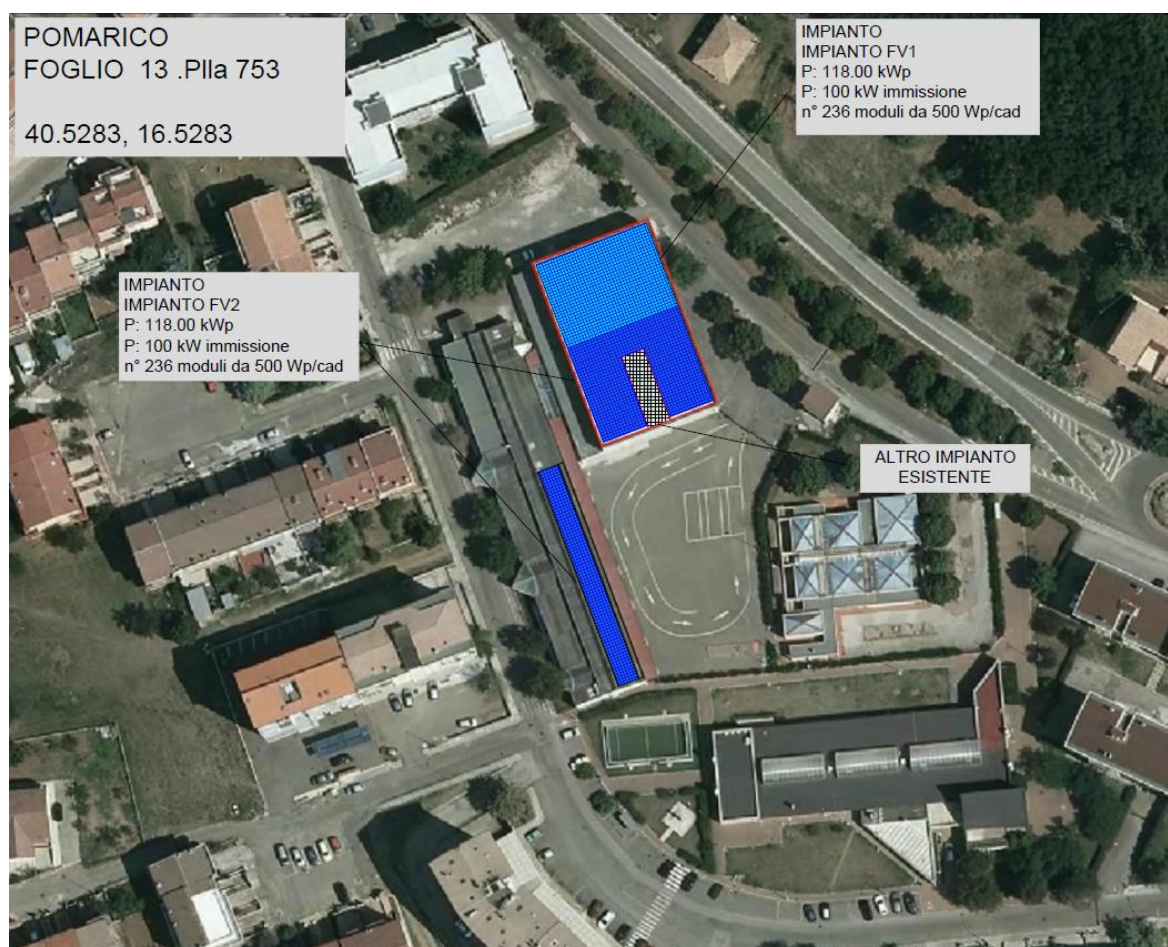 POMARICO
FOGLIO 13 .Plla 753
40.5283, 16.5283
IMPIANTO
IMPIANTO FV1
P: 118.00 kWp
P: 100 kW immissione
n° 236 moduli da 500 Wp/cad
IMPIANTO
IMPIANTO FV2
P: 118.00 kWp
P: 100 kW immissione
n° 236 moduli da 500 Wp/cad
ALTRO IMPIANTO
ESISTENTE